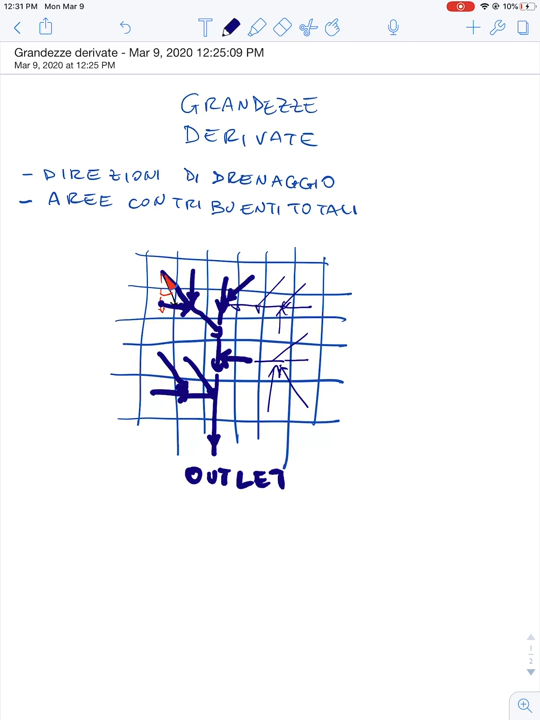 12:31 PM Mon Mar 9
10%
Grandezze derivate - Mar 9, 2020 12:25:09 PM
Mar 9, 2020 at 12:25 PM
GRANDEZZE
DERIVATE
- DIREZIONI DI DRENAGGIO
- AREE CONTRIBUENTI TOTALI
OUTLET
1
2